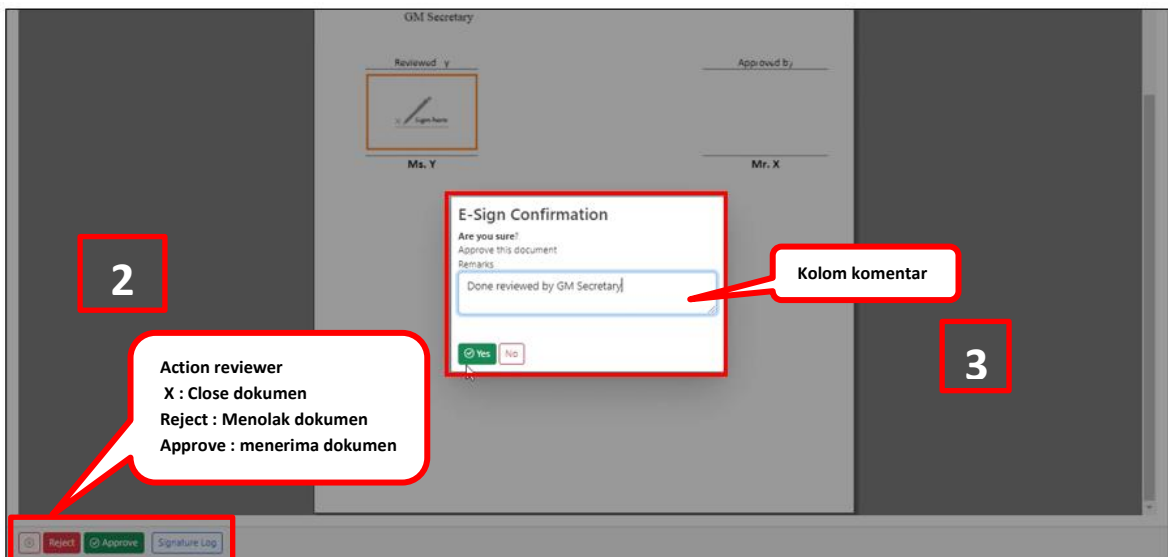 GM Secretary
Reviewed y
Approved by
Sign here
Ms. Y
Mr. X
E-Sign Confirmation
Are you sure?
Approve this document
Remarks
Done reviewed by GM Secretary
Yes
No
Kolom komentar
2
3
Action reviewer
X : Close dokumen
Reject : Menolak dokumen
Approve : menerima dokumen
Reject
Approve
Signature Log